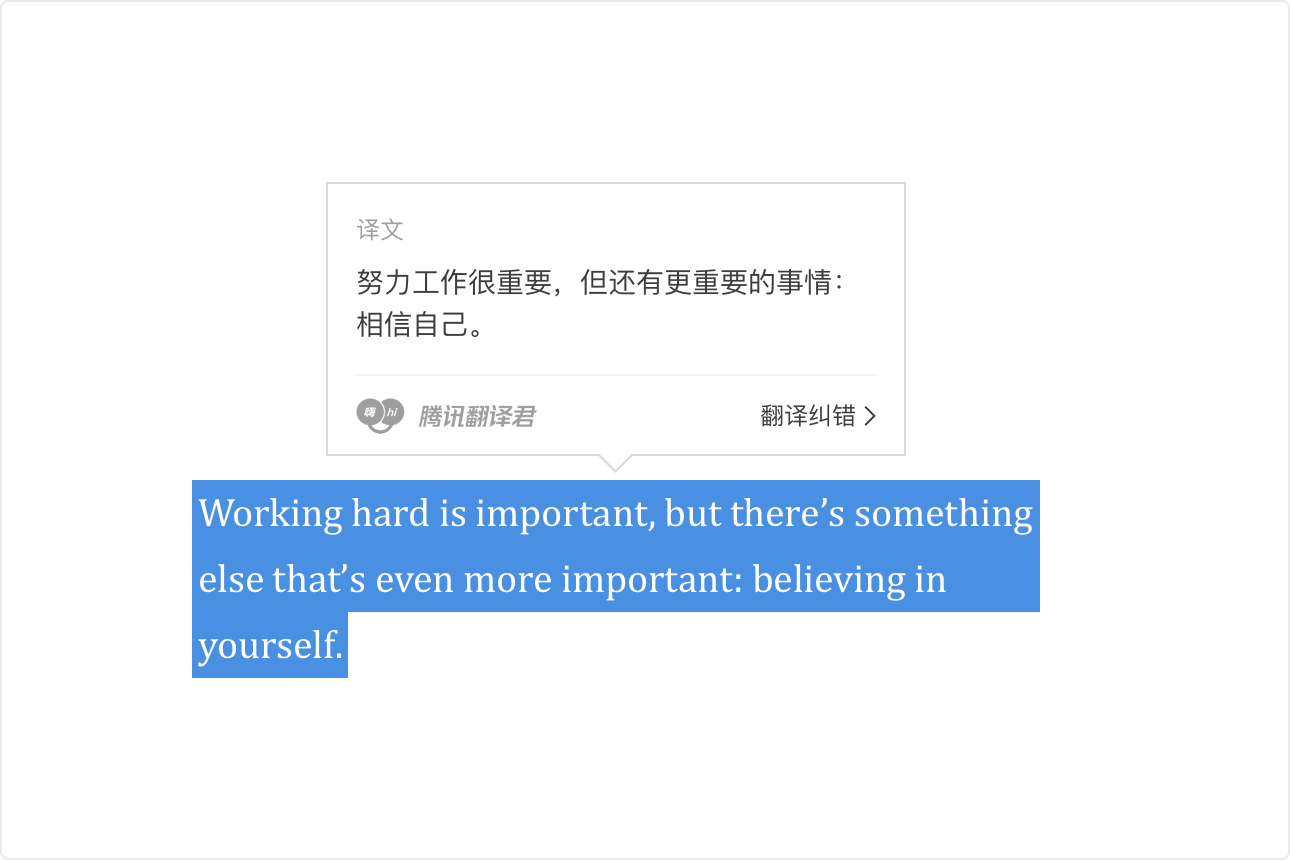 译文
努力工作很重要，但还有更重要的事情：
相信自己。
嗨 hi 腾讯翻译君 翻译纠错
Working hard is important, but there’s something
else that’s even more important: believing in
yourself.